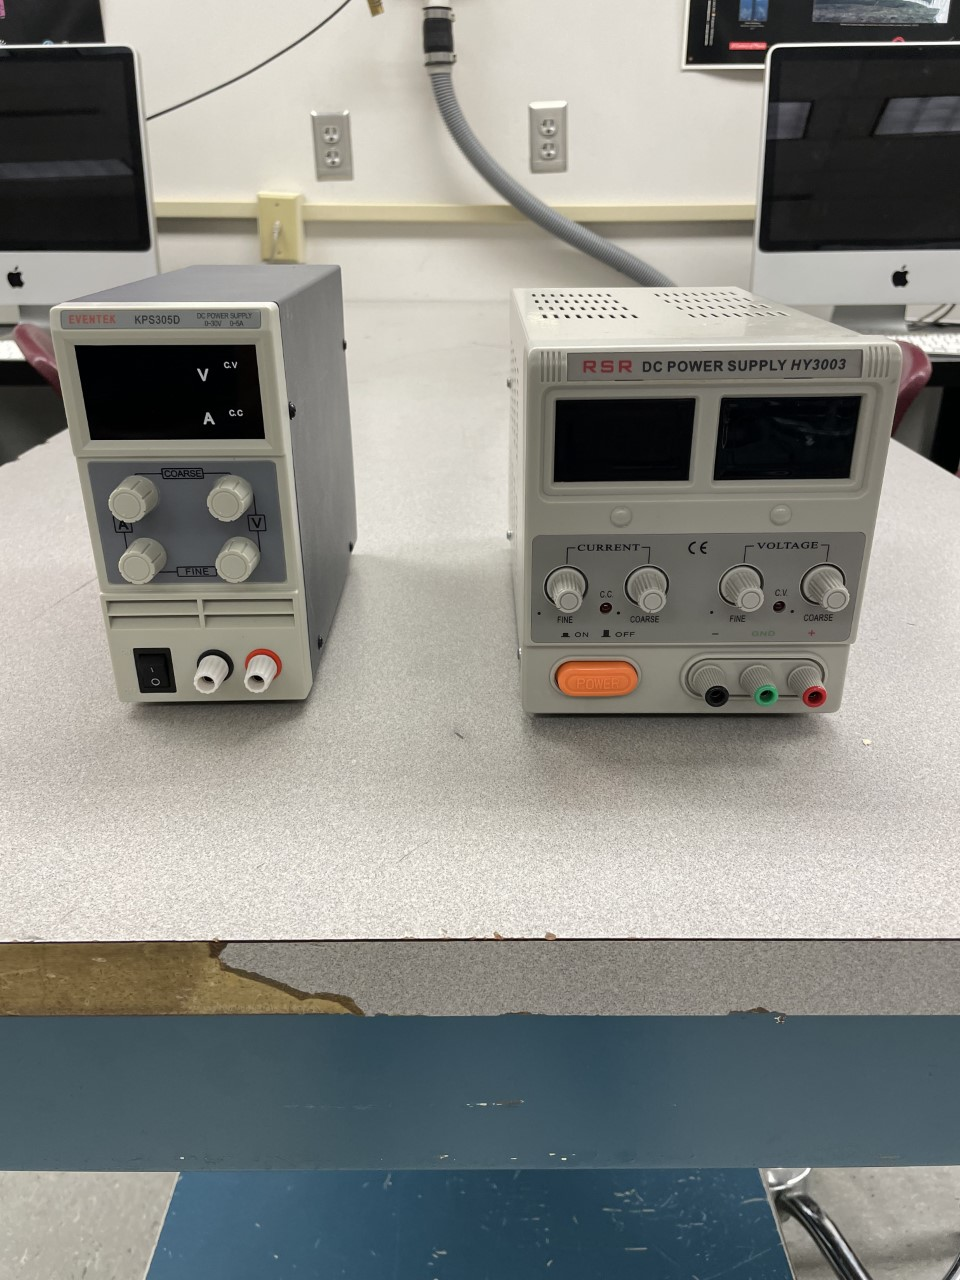 EVENTEK KPS305D DC POWER SUPPLY
0-30V 0-5A
V C.V
A C.C
COARSE
A V
FINE
RSR DC POWER SUPPLY HY3003
CURRENT CE VOLTAGE
C.C. C.V.
FINE COARSE FINE COARSE
ON OFF - GND +
POWER